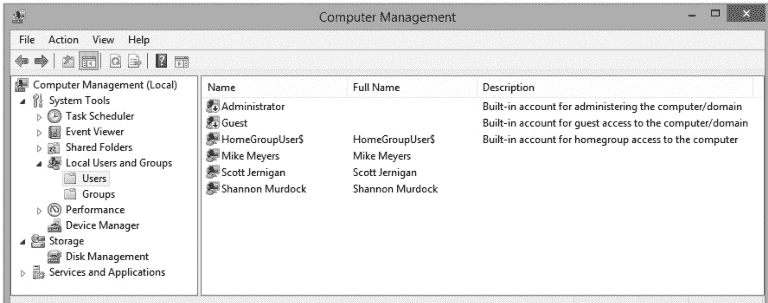 Computer Management
File Action View Help
Computer Management (Local)
System Tools
Task Scheduler
Event Viewer
Shared Folders
Local Users and Groups
Users
Groups
Performance
Device Manager
Storage
Disk Management
Services and Applications
Name Full Name Description
Administrator Built-in account for administering the computer/domain
Guest Built-in account for guest access to the computer/domain
HomeGroupUser$ HomeGroupUser$ Built-in account for homegroup access to the computer
Mike Meyers Mike Meyers
Scott Jernigan Scott Jernigan
Shannon Murdock Shannon Murdock